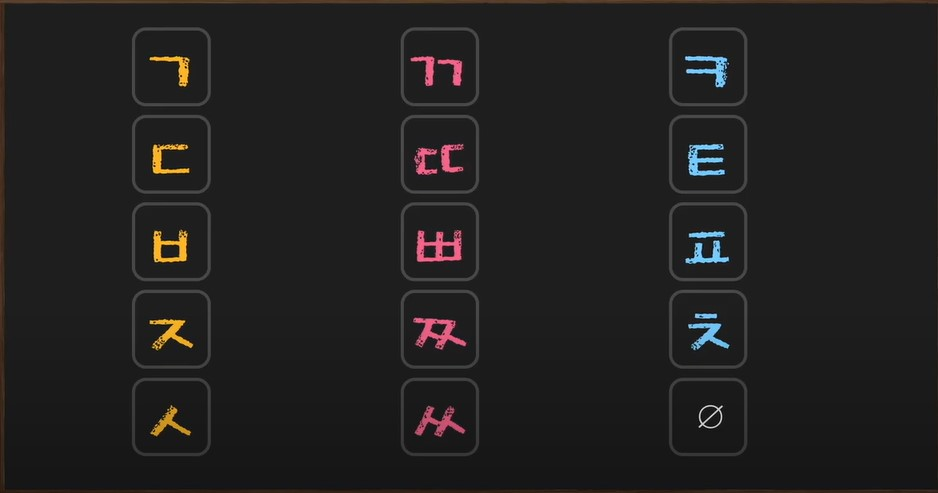 ㄱ ㄲ ㅋ
ㄷ ㄸ ㅌ
ㅂ ㅃ ㅍ
ㅈ ㅉ ㅊ
ㅅ ㅆ ∅